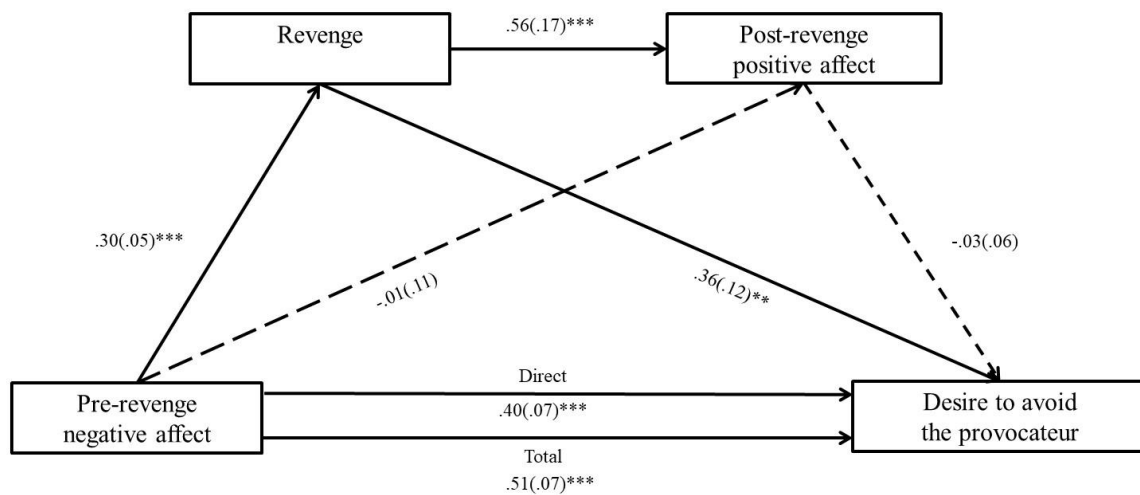 Revenge
.56(.17)***
Post-revenge
positive affect
.30(.05)***
-.01(.11)
.36(.12)**
-.03(.06)
Pre-revenge
negative affect
Direct
.40(.07)***
Total
.51(.07)***
Desire to avoid
the provocateur